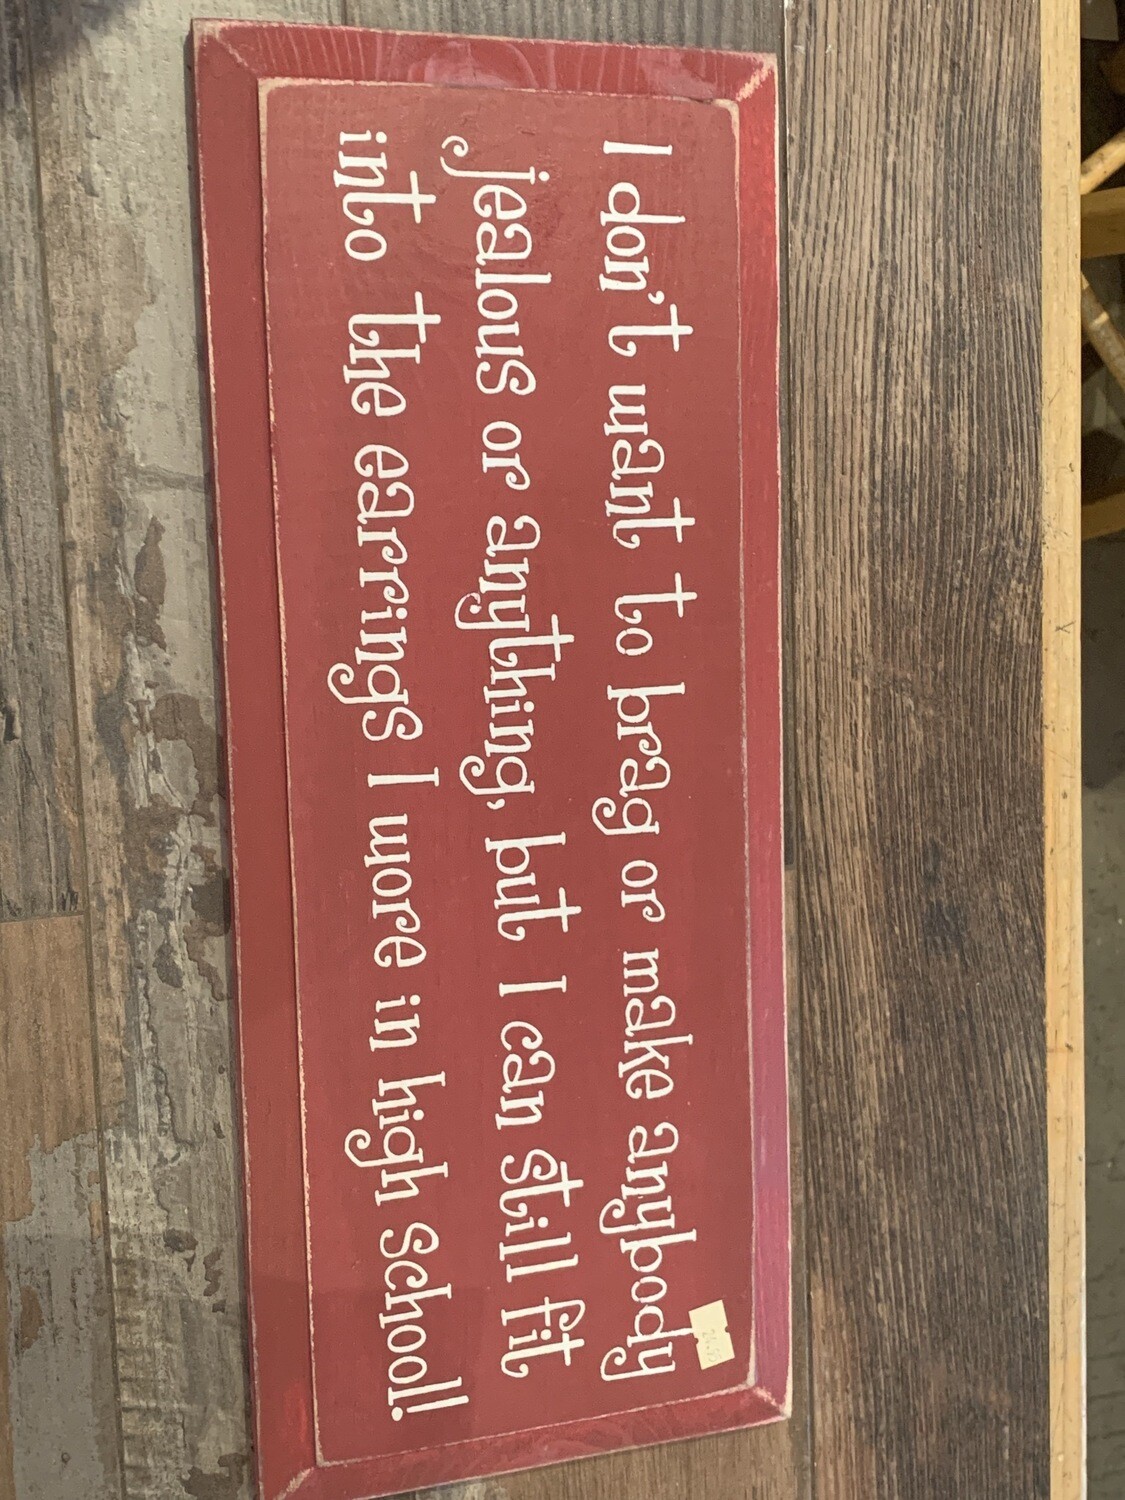 I don't want to brag or make anybody
jealous or anything, but I can still fit
into the earrings I wore in high school!